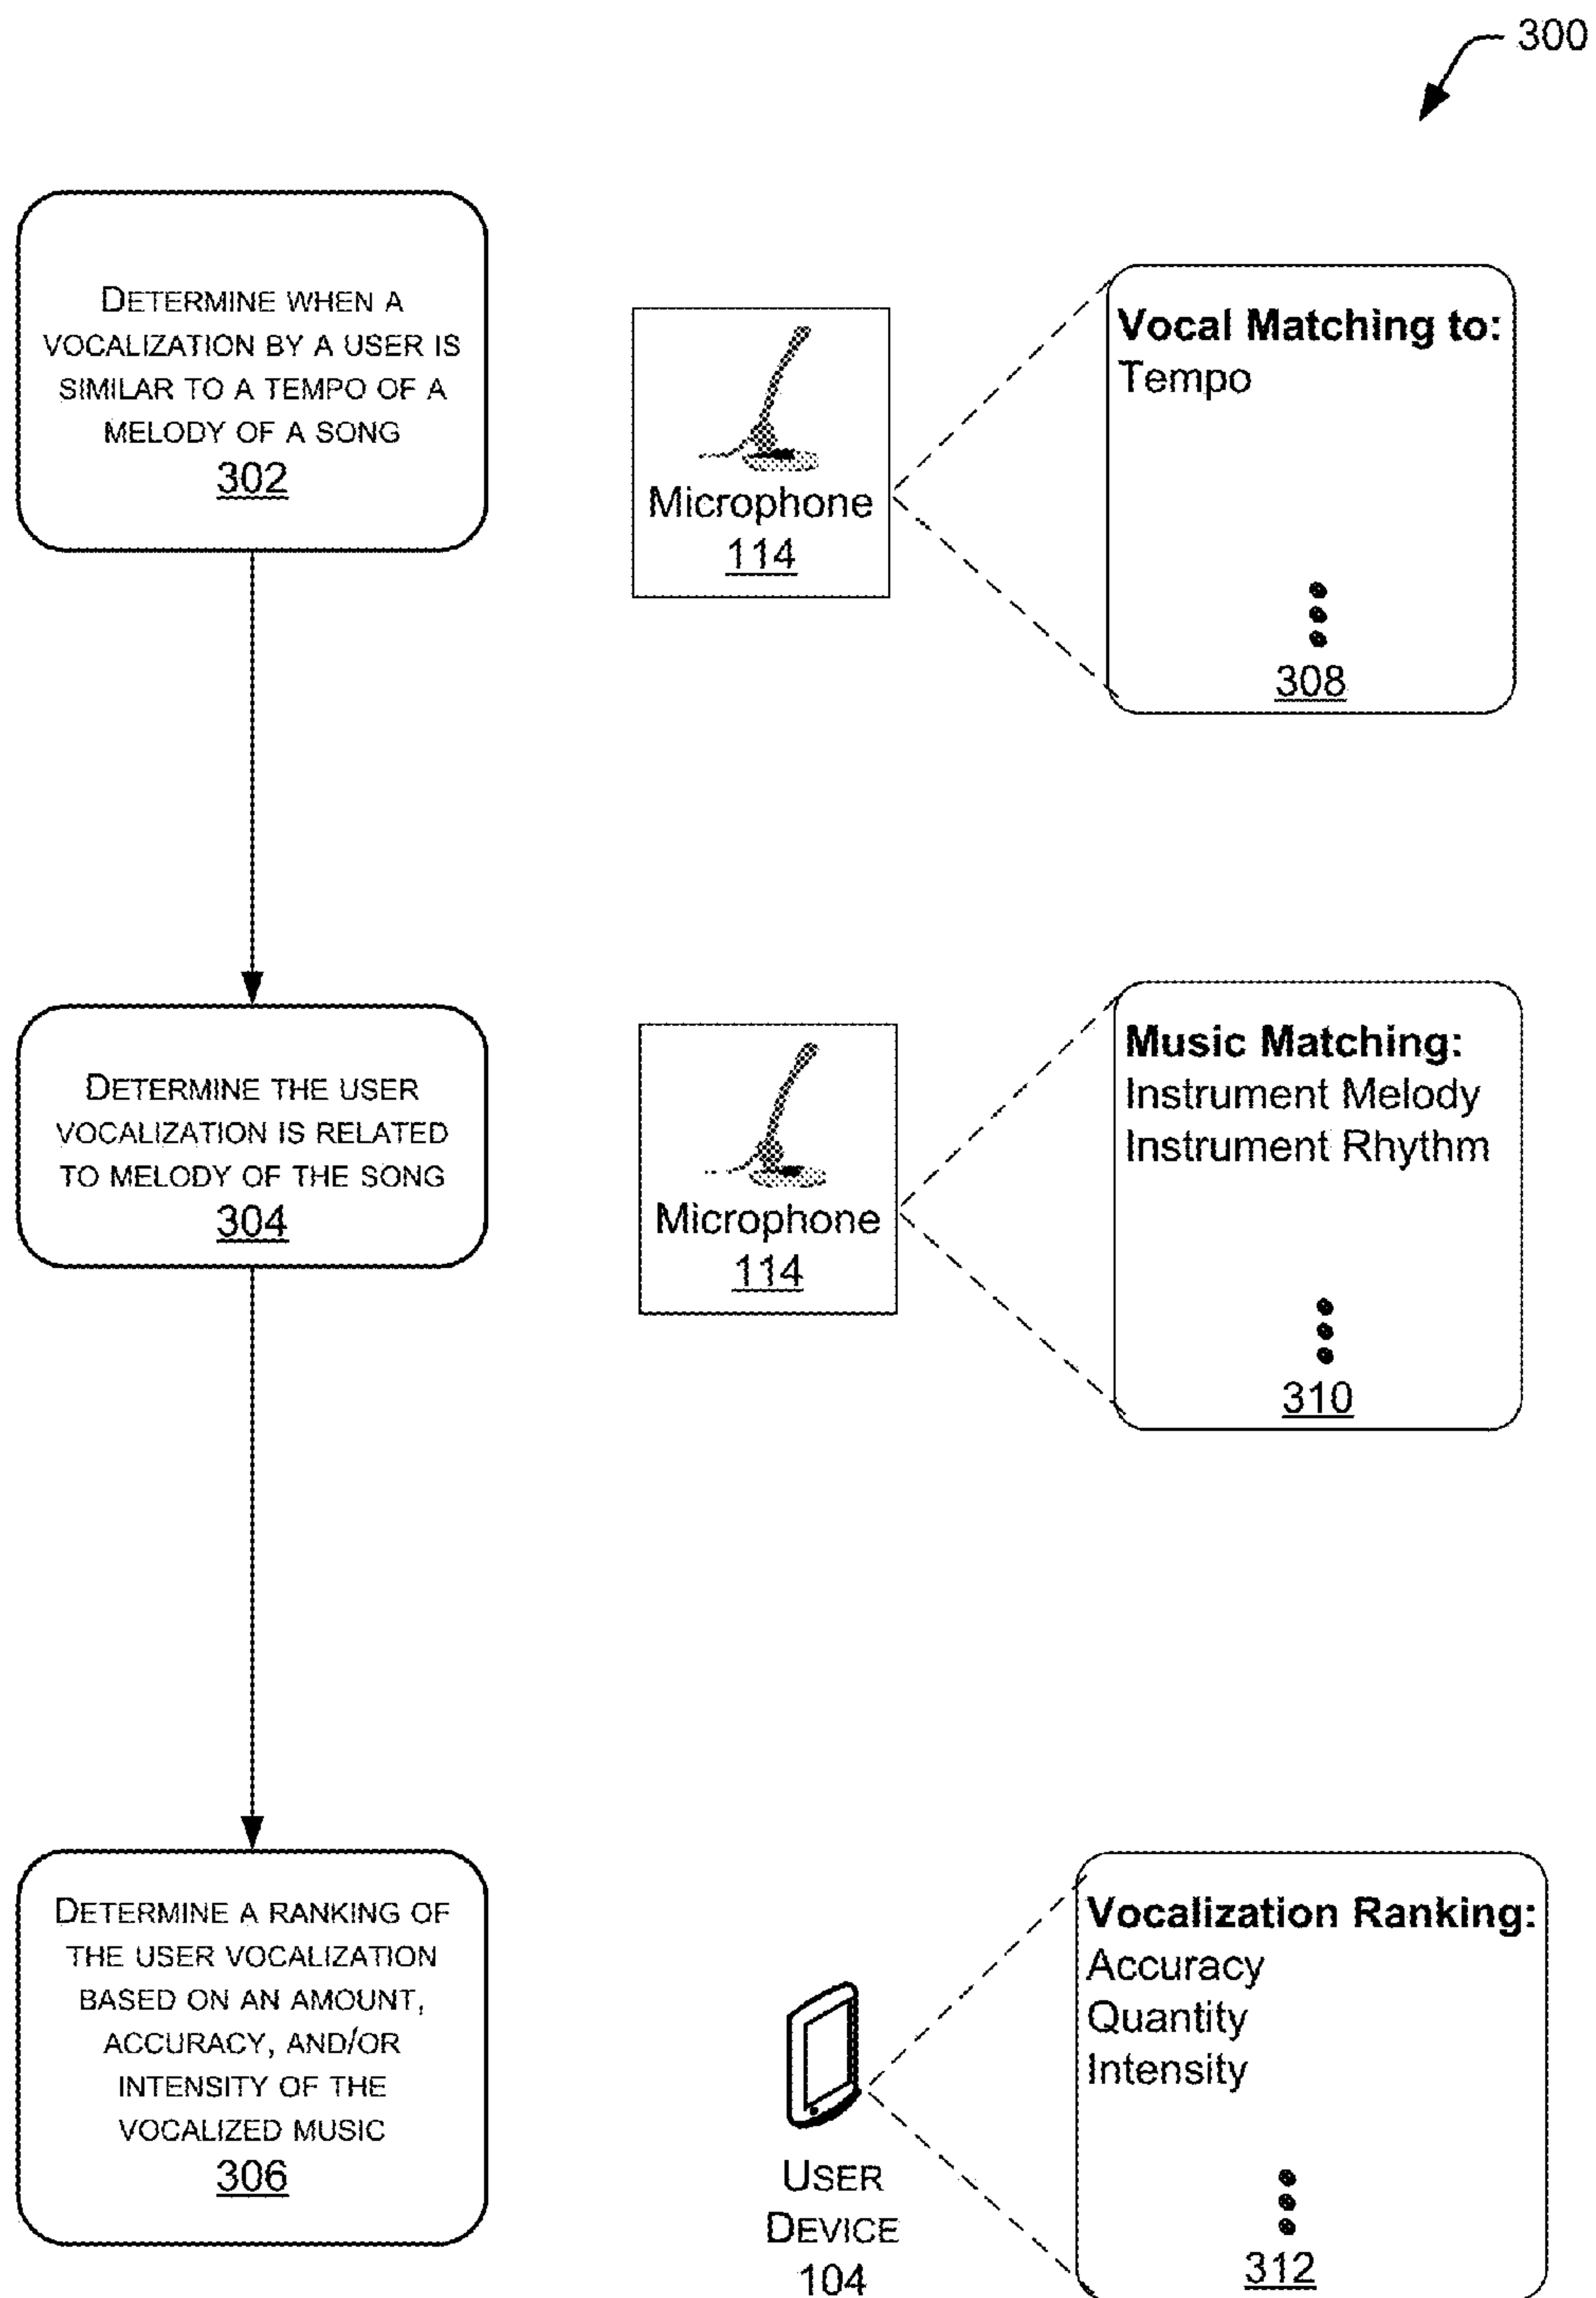 300
DETERMINE WHEN A
VOCALIZATION BY A USER IS
SIMILAR TO A TEMPO OF A
MELODY OF A SONG
302
Microphone
114
Vocal Matching to:
Tempo
308
DETERMINE THE USER
VOCALIZATION IS RELATED
TO MELODY OF THE SONG
304
Microphone
114
Music Matching:
Instrument Melody
Instrument Rhythm
310
DETERMINE A RANKING OF
THE USER VOCALIZATION
BASED ON AN AMOUNT,
ACCURACY, AND/OR
INTENSITY OF THE
VOCALIZED MUSIC
306
USER
DEVICE
104
Vocalization Ranking:
Accuracy
Quantity
Intensity
312